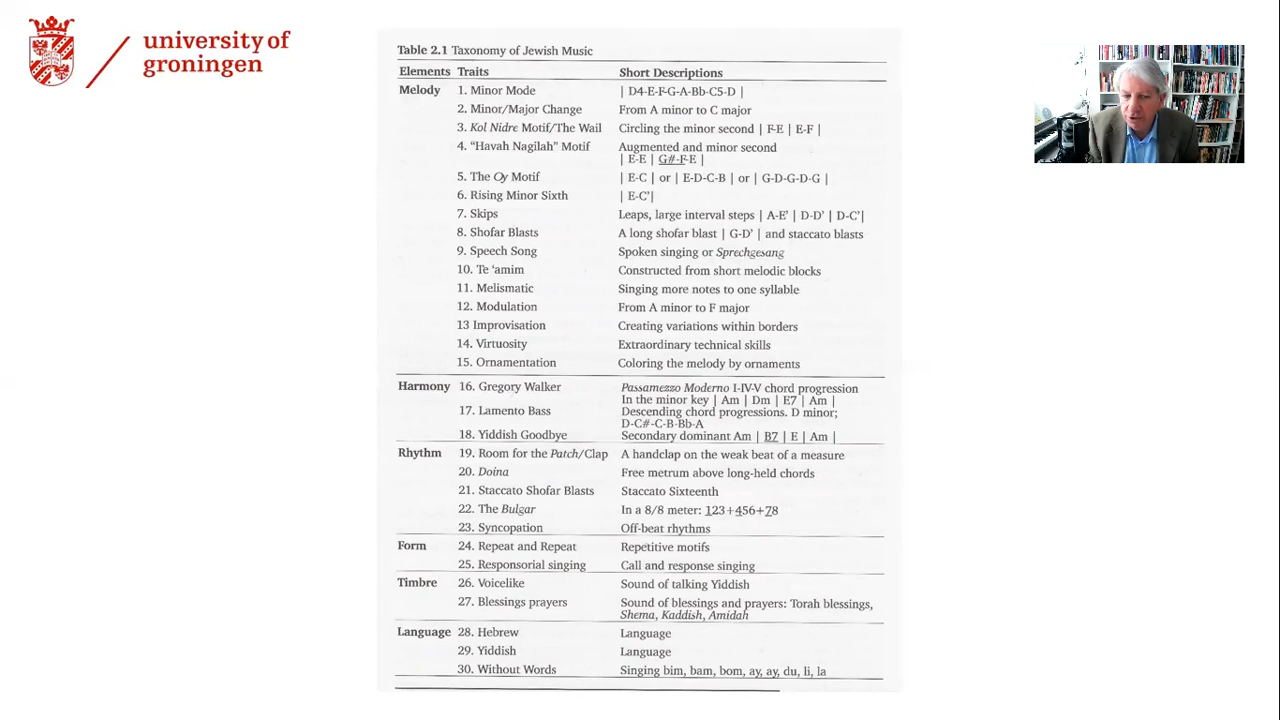 university of
groningen
Table 2.1 Taxonomy of Jewish Music
Elements Traits Short Descriptions
Melody 1. Minor Mode | D4-E-F-G-A-Bb-C5-D |
2. Minor/Major Change From A minor to C major
3. Kol Nidre Motif/The Wail Circling the minor second | F-E | E-F |
4. “Havah Nagilah” Motif Augmented and minor second
| E-E | G#-F-E |
5. The Oy Motif | E-C | or | E-D-C-B | or | G-D-G-D-G |
6. Rising Minor Sixth | E-C’|
7. Skips Leaps, large interval steps | A-E’ | D-D’ | D-C’|
8. Shofar Blasts A long shofar blast | G-D’ | and staccato blasts
9. Speech Song Spoken singing or Sprechgesang
10. Te ‘amim Constructed from short melodic blocks
11. Melismatic Singing more notes to one syllable
12. Modulation From A minor to F major
13 Improvisation Creating variations within borders
14. Virtuosity Extraordinary technical skills
15. Ornamentation Coloring the melody by ornaments
Harmony 16. Gregory Walker Passamezzo Moderno I-IV-V chord progression
In the minor key | Am | Dm | E7 | Am |
17. Lamento Bass Descending chord progressions. D minor;
D-C#-C-B-Bb-A
18. Yiddish Goodbye Secondary dominant Am | B7 | E | Am |
Rhythm 19. Room for the Patch/Clap A handclap on the weak beat of a measure
20. Doina Free metrum above long-held chords
21. Staccato Shofar Blasts Staccato Sixteenth
22. The Bulgar In a 8/8 meter: 123+456+78
23. Syncopation Off-beat rhythms
Form 24. Repeat and Repeat Repetitive motifs
25. Responsorial singing Call and response singing
Timbre 26. Voicelike Sound of talking Yiddish
27. Blessings prayers Sound of blessings and prayers: Torah blessings,
Shema, Kaddish, Amidah
Language 28. Hebrew Language
29. Yiddish Language
30. Without Words Singing bim, bam, bom, ay, ay, du, li, la